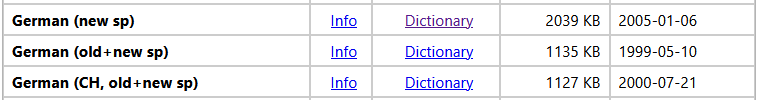 German (new sp) Info Dictionary 2039 KB 2005-01-06
German (old+new sp) Info Dictionary 1135 KB 1999-05-10
German (CH, old+new sp) Info Dictionary 1127 KB 2000-07-21